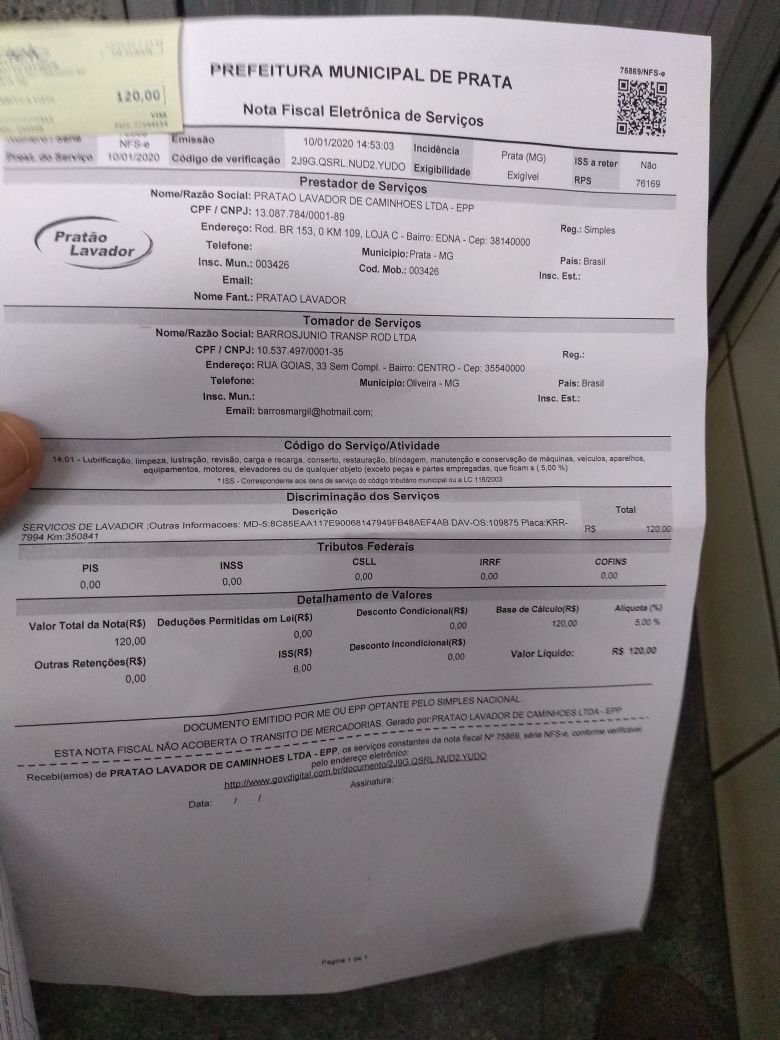 120,00
VISA
PREFEITURA MUNICIPAL DE PRATA
75869/NFS-e
Nota Fiscal Eletrônica de Serviços
NFS-e
Emissão 10/01/2020 14:53:03 Incidência Prata (MG) ISS a reter Não
Prest. do Serviço 10/01/2020 Código de verificação 2J9G.QSRL.NUD2.YUDO Exigibilidade Exigível RPS 76169
Prestador de Serviços
Pratão
Lavador
Nome/Razão Social: PRATAO LAVADOR DE CAMINHOES LTDA - EPP
CPF / CNPJ: 13.087.784/0001-89 Reg.: Simples
Endereço: Rod. BR 153, 0 KM 109, LOJA C - Bairro: EDNA - Cep: 38140000
Telefone: Municipio: Prata - MG País: Brasil
Insc. Mun.: 003426 Cod. Mob.: 003426 Insc. Est.:
Email:
Nome Fant.: PRATAO LAVADOR
Tomador de Serviços
Nome/Razão Social: BARROSJUNIO TRANSP ROD LTDA
CPF / CNPJ: 10.537.497/0001-35 Reg.:
Endereço: RUA GOIAS, 33 Sem Compl. - Bairro: CENTRO - Cep: 35540000
Telefone: Municipio: Oliveira - MG País: Brasil
Insc. Mun.: Insc. Est.:
Email: barrosmargil@hotmail.com;
Código do Serviço/Atividade
14.01 - Lubrificação, limpeza, lustração, revisão, carga e recarga, conserto, restauração, blindagem, manutenção e conservação de máquinas, veículos, aparelhos,
equipamentos, motores, elevadores ou de qualquer objeto (exceto peças e partes empregadas, que ficam s ( 5,00 %)
* ISS - Correspondente aos itens de serviço do código tributário municipal ou a LC 116/2003
Discriminação dos Serviços
Descrição Total
SERVICOS DE LAVADOR ;Outras Informacoes: MD-5:8C85EAA117E90068147949FB48AEF4AB DAV-OS:109875 Placa:KRR- R$ 120,00
7994 Km:350841
Tributos Federais
PIS INSS CSLL IRRF COFINS
0,00 0,00 0,00 0,00 0,00
Detalhamento de Valores
Valor Total da Nota(R$) Deduções Permitidas em Lei(R$) Desconto Condicional(R$) Base de Cálculo(R$) Aliquota (%)
120,00 0,00 0,00 120,00 5,00 %
Outras Retenções(R$) ISS(R$) Desconto Incondicional(R$) Valor Líquido: R$ 120,00
0,00 6,00 0,00
DOCUMENTO EMITIDO POR ME OU EPP OPTANTE PELO SIMPLES NACIONAL.
ESTA NOTA FISCAL NÃO ACOBERTA O TRANSITO DE MERCADORIAS. Gerado por:PRATAO LAVADOR DE CAMINHOES LTDA - EPP
Recebi(emos) de PRATAO LAVADOR DE CAMINHOES LTDA - EPP, os serviços constantes da nota fiscal Nº 75869, série NFS-e, conforme verificável
pelo endereço eletrônico:
http://www.govdigital.com.br/documento/2J9G.QSRL.NUD2.YUDO
Data: / / Assinatura:
Pagina 1 de 1